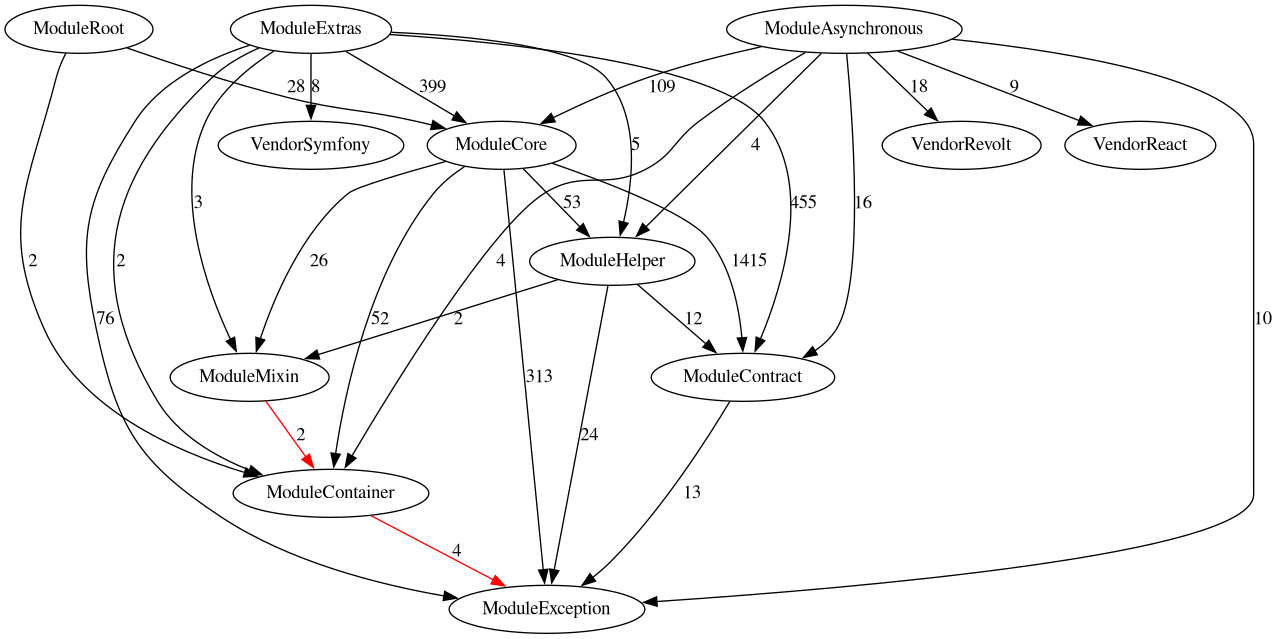 ModuleRoot
ModuleExtras
ModuleAsynchronous
28
8
399
109
18
9
VendorSymfony
ModuleCore
VendorRevolt
VendorReact
5
4
3
53
455
16
2
2
26
4
1415
ModuleHelper
76
52
2
12
10
313
ModuleMixin
ModuleContract
2
24
ModuleContainer
13
4
ModuleException